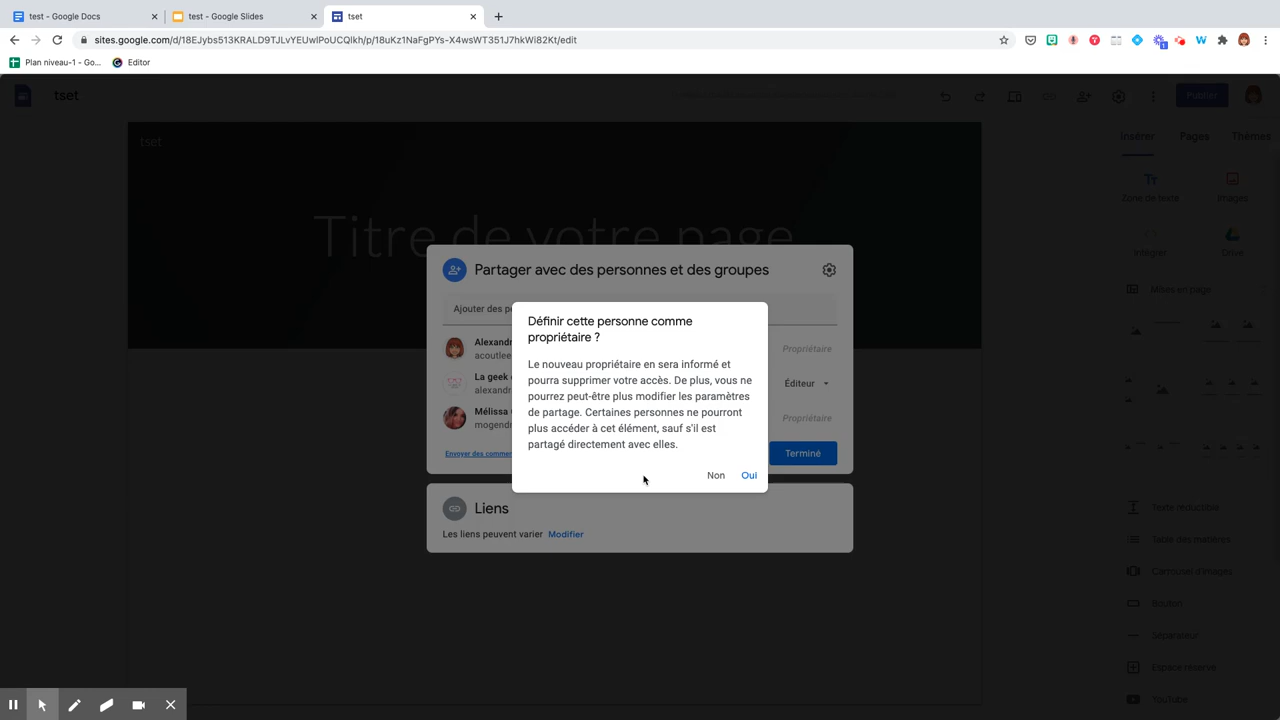 test - Google Docs
test - Google Slides
tset
sites.google.com/d/18EJybs513KRALD9TJLvYEUwIPoUCQlkh/p/18uKz1NaFgPYs-X4wsWT351J7hkWi82Kt/edit
Plan niveau-1 - Go...
Editor
tset
Publier
Insérer
Pages
Thèmes
tset
Titre de votre page
Zone de texte
Images
Intégrer
Drive
Mises en page
Partager avec des personnes et des groupes
Ajouter des pe
Alexandr
acoutlee
Propriétaire
La geek
alexandr
Éditeur
Mélissa
mogendr
Propriétaire
Envoyer des commen
Terminé
Définir cette personne comme
propriétaire ?
Le nouveau propriétaire en sera informé et
pourra supprimer votre accès. De plus, vous ne
pourrez peut-être plus modifier les paramètres
de partage. Certaines personnes ne pourront
plus accéder à cet élément, sauf s'il est
partagé directement avec elles.
Non
Oui
Liens
Les liens peuvent varier
Modifier
Texte réductible
Table des matières
Carrousel d'images
Bouton
Séparateur
Espace réservé
YouTube